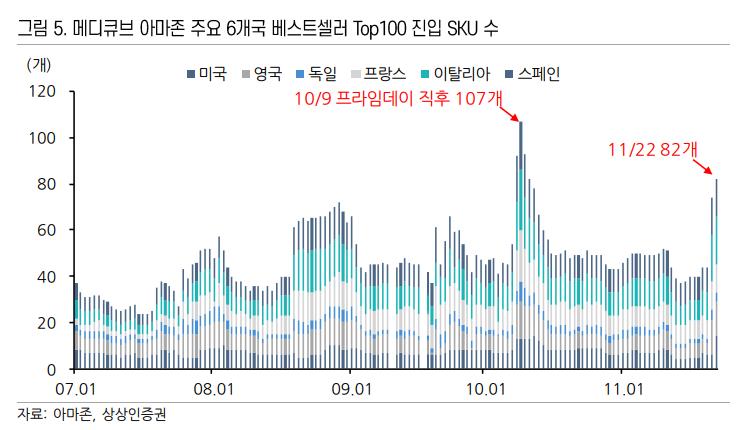 그림 5. 메디큐브 아마존 주요 6개국 베스트셀러 Top100 진입 SKU 수
(개)
미국 영국 독일 프랑스 이탈리아 스페인
120
10/9 프라임데이 직후 107개
100
11/22 82개
80
60
40
20
0
07.01 08.01 09.01 10.01 11.01
자료: 아마존, 상상인증권